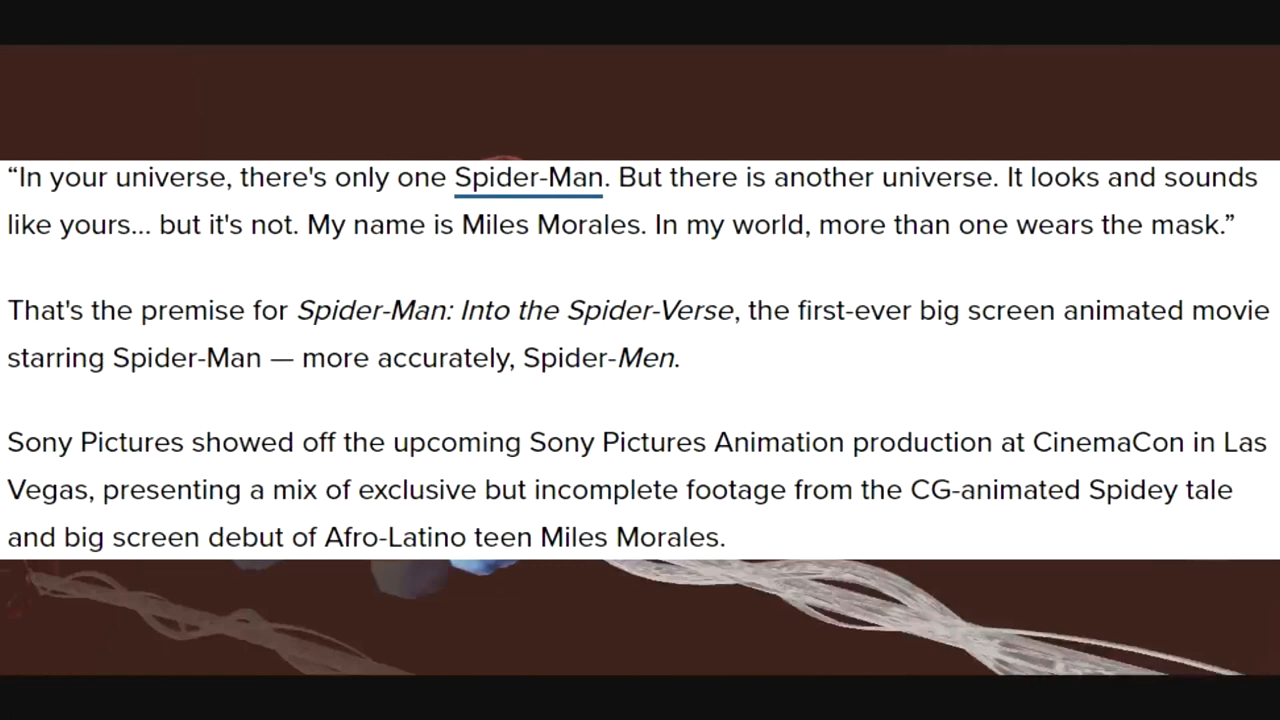 “In your universe, there's only one Spider-Man. But there is another universe. It looks and sounds
like yours... but it's not. My name is Miles Morales. In my world, more than one wears the mask.”
That's the premise for Spider-Man: Into the Spider-Verse, the first-ever big screen animated movie
starring Spider-Man — more accurately, Spider-Men.
Sony Pictures showed off the upcoming Sony Pictures Animation production at CinemaCon in Las
Vegas, presenting a mix of exclusive but incomplete footage from the CG-animated Spidey tale
and big screen debut of Afro-Latino teen Miles Morales.